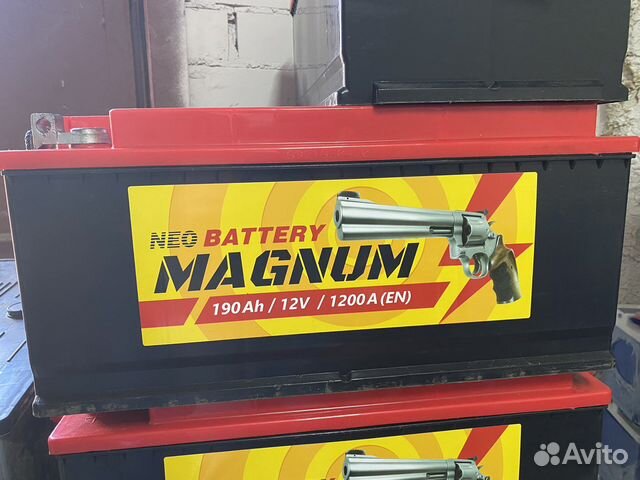 NEO BATTERY
MAGNUM
190Ah / 12V / 1200A (EN)
Avito